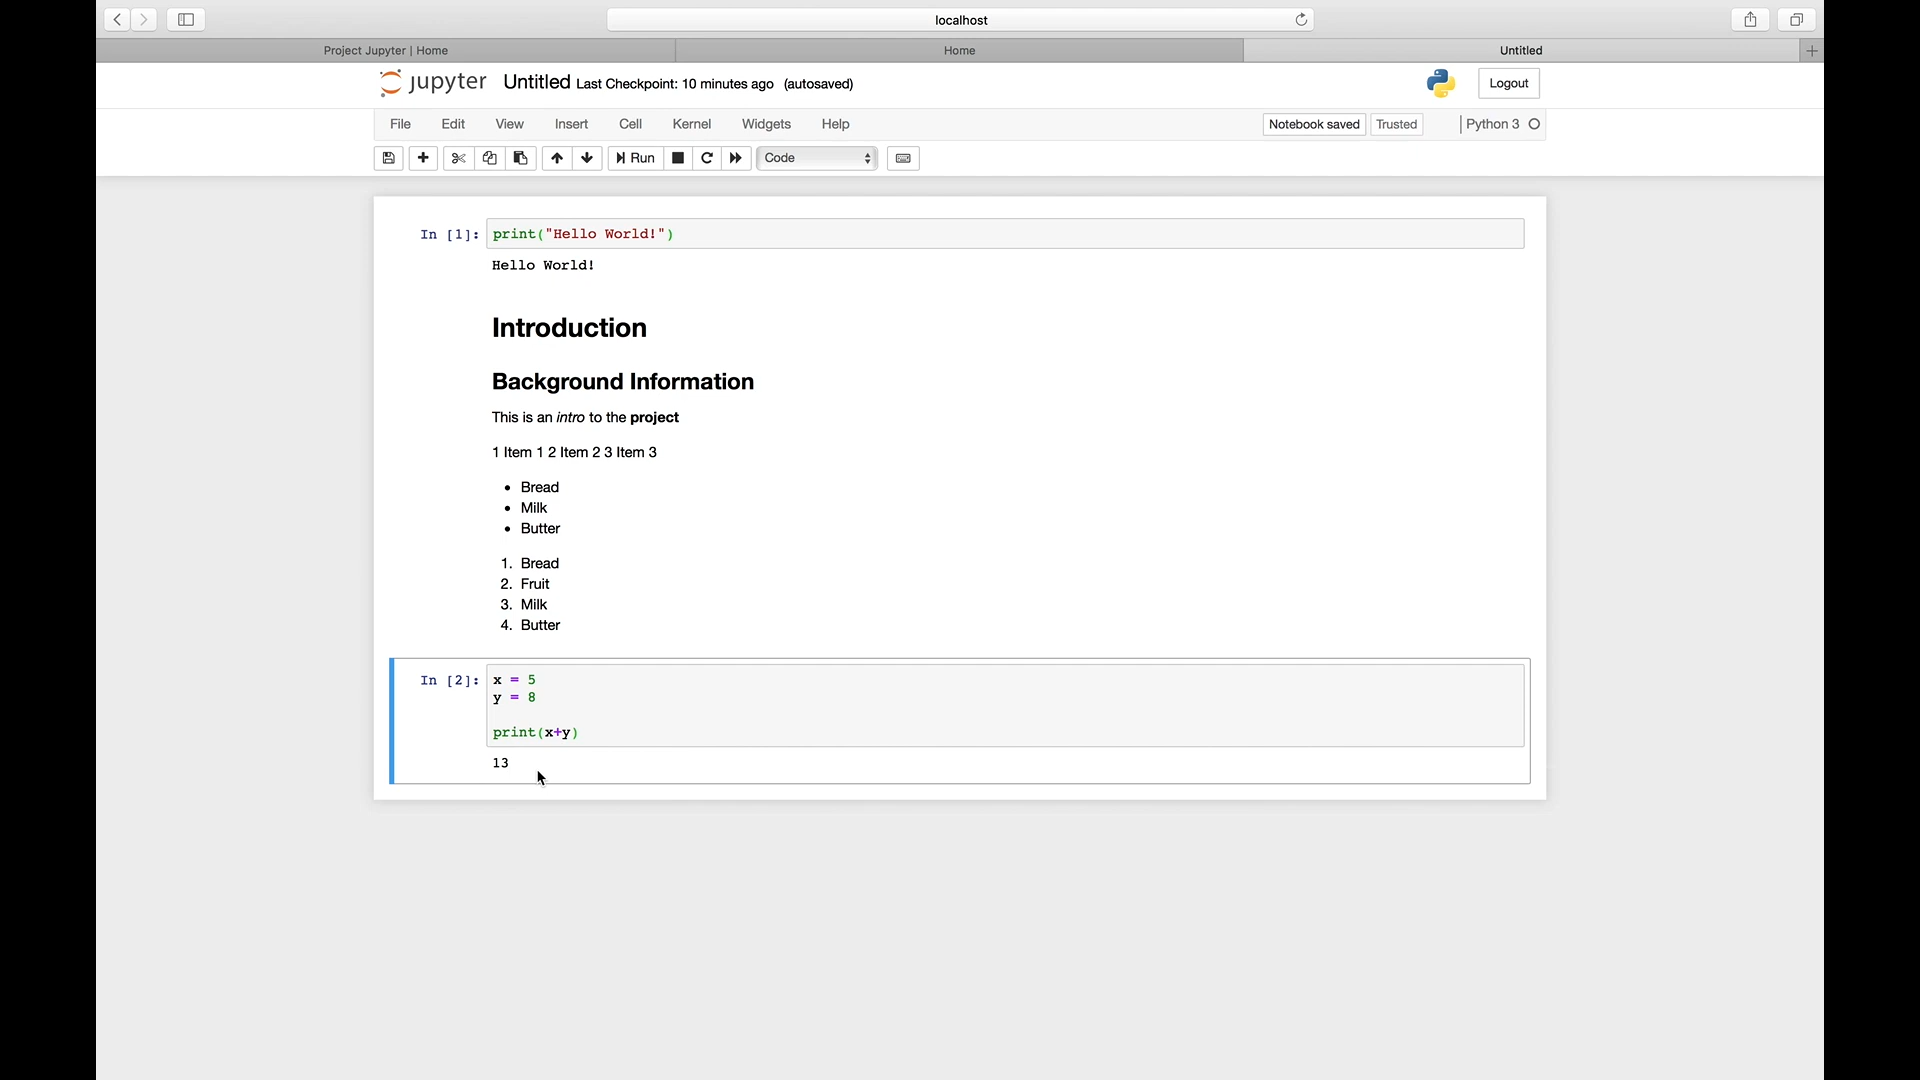 localhost
Project Jupyter | Home
Home
Untitled
jupyter Untitled Last Checkpoint: 10 minutes ago (autosaved)
Logout
File Edit View Insert Cell Kernel Widgets Help
Notebook saved Trusted Python 3
Run Code
In [1]: print("Hello World!")
Hello World!
Introduction
Background Information
This is an intro to the project
1 Item 1 2 Item 2 3 Item 3
• Bread
• Milk
• Butter
1. Bread
2. Fruit
3. Milk
4. Butter
In [2]: x = 5
y = 8
print(x+y)
13